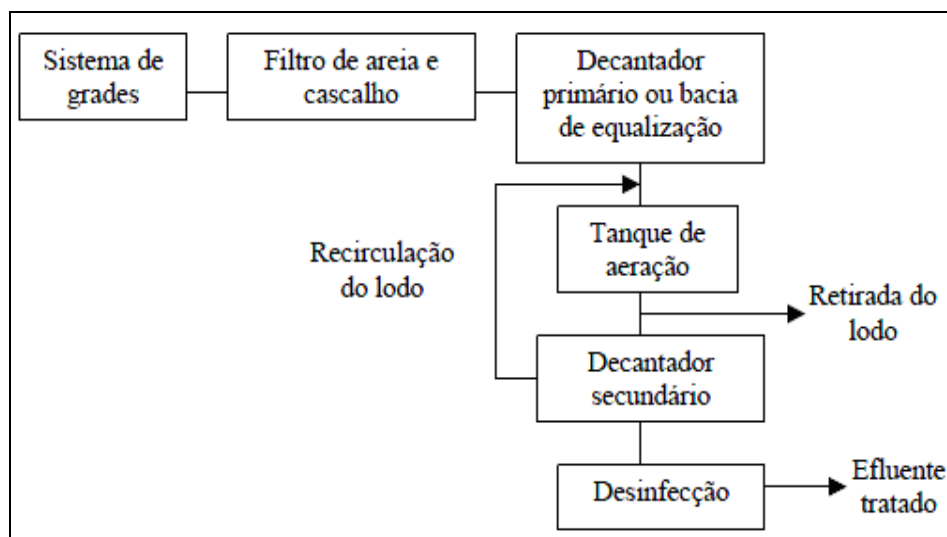 Sistema de
grades
Filtro de areia e
cascalho
Decantador
primário ou bacia
de equalização
Recirculação
do lodo
Tanque de
aeração
Retirada do
lodo
Decantador
secundário
Desinfecção
Efluente
tratado